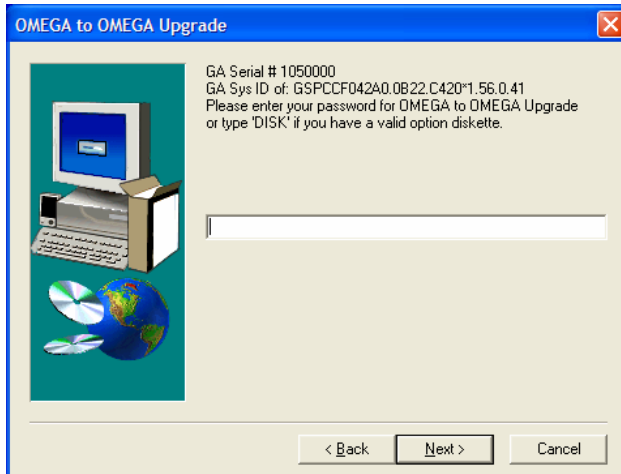 OMEGA to OMEGA Upgrade
GA Serial # 1050000
GA Sys ID of: GSPCCF042A0.0B22.C420*1.56.0.41
Please enter your password for OMEGA to OMEGA Upgrade
or type 'DISK' if you have a valid option diskette.
< Back
Next >
Cancel